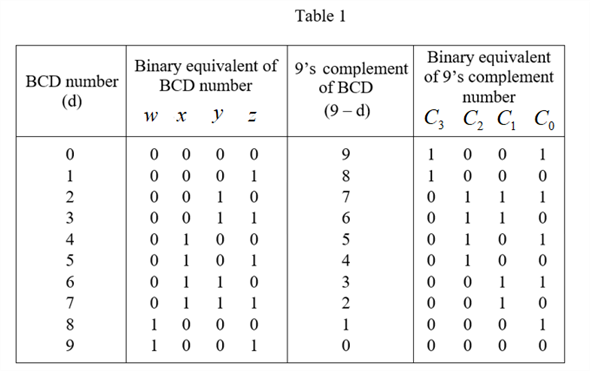 Table 1
BCD number (d) Binary equivalent of BCD number 9's complement of BCD (9 – d) Binary equivalent of 9's complement number
w x y z C₃ C₂ C₁ C₀
0 0 0 0 0 9 1 0 0 1
1 0 0 0 1 8 1 0 0 0
2 0 0 1 0 7 0 1 1 1
3 0 0 1 1 6 0 1 1 0
4 0 1 0 0 5 0 1 0 1
5 0 1 0 1 4 0 1 0 0
6 0 1 1 0 3 0 0 1 1
7 0 1 1 1 2 0 0 1 0
8 1 0 0 0 1 0 0 0 1
9 1 0 0 1 0 0 0 0 0